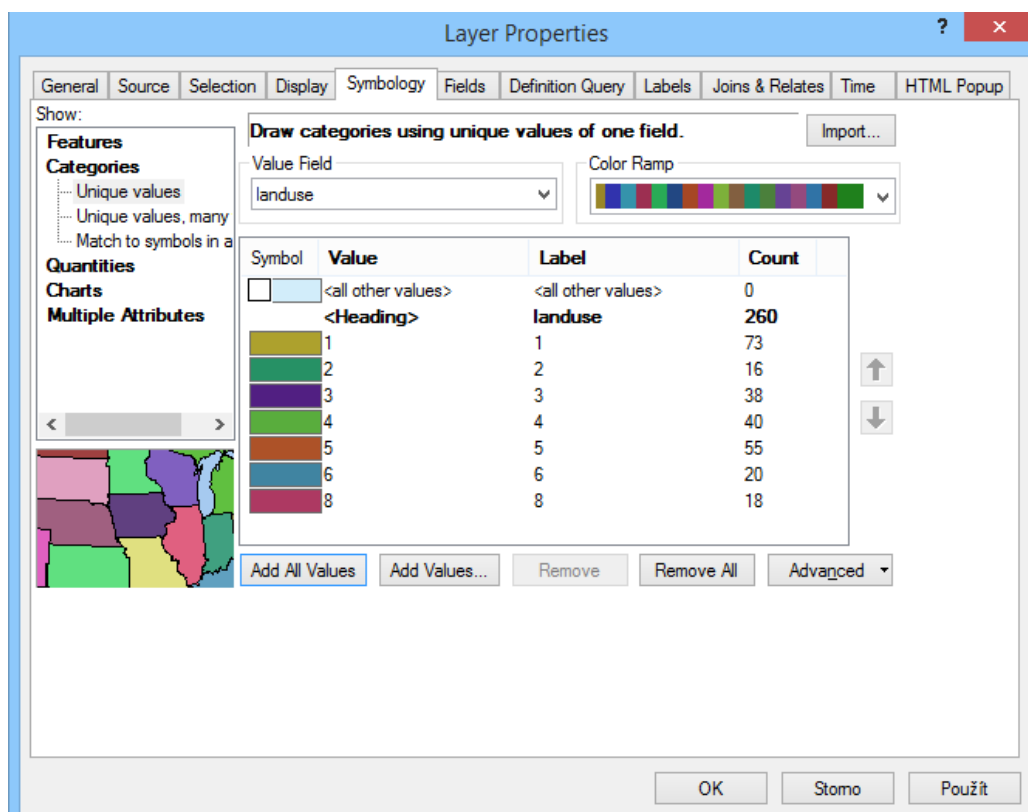 Layer Properties
?
×
General Source Selection Display Symbology Fields Definition Query Labels Joins & Relates Time HTML Popup
Show:
Features
Categories
Unique values
Unique values, many
Match to symbols in a
Quantities
Charts
Multiple Attributes
Draw categories using unique values of one field.
Import...
Value Field
landuse
Color Ramp
Symbol Value Label Count
<all other values> <all other values> 0
<Heading> landuse 260
1 1 73
2 2 16
3 3 38
4 4 40
5 5 55
6 6 20
8 8 18
Add All Values Add Values... Remove Remove All Advanced
OK Storno Použít